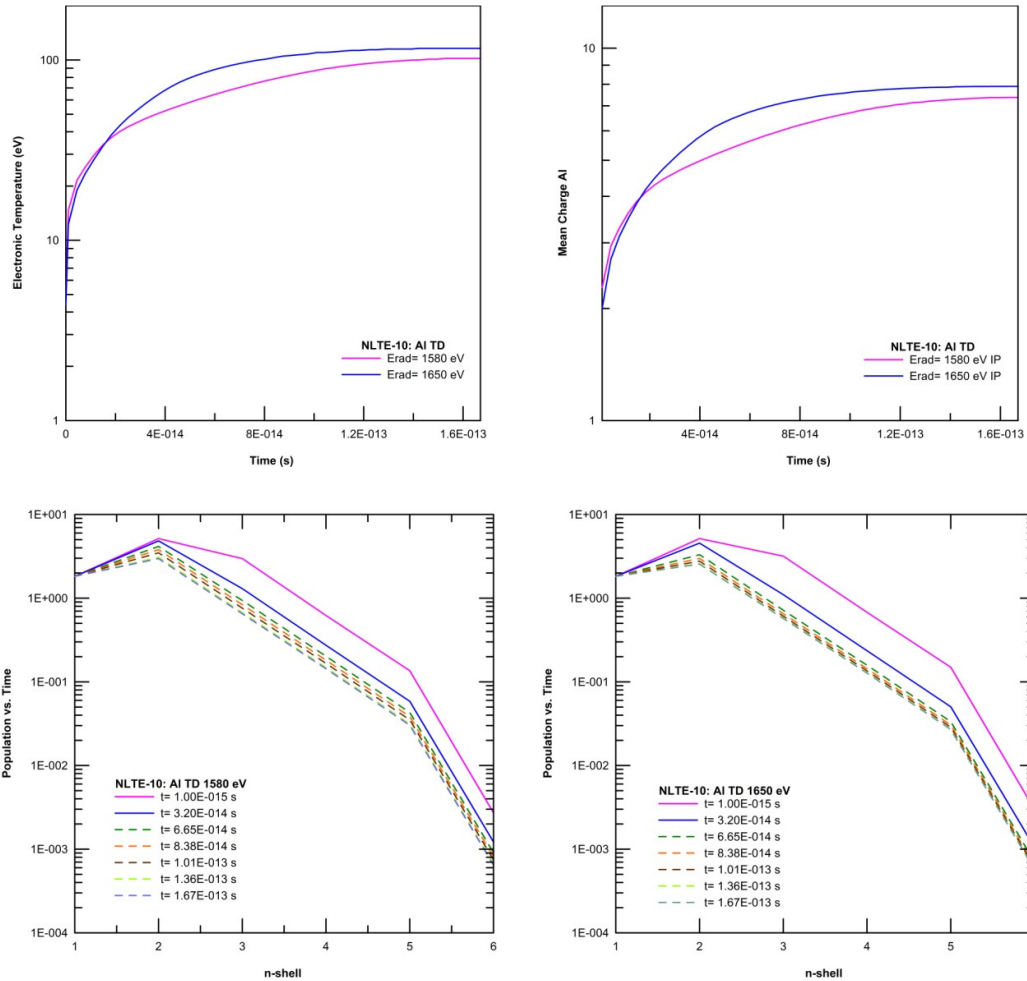 100
10
1
Electronic Temperature (eV)
NLTE-10: Al TD
Erad= 1580 eV
Erad= 1650 eV
0
4E-014
8E-014
1.2E-013
1.6E-013
Time (s)
10
1
Mean Charge Al
NLTE-10: Al TD
Erad= 1580 eV IP
Erad= 1650 eV IP
4E-014
8E-014
1.2E-013
1.6E-013
Time (s)
1E+001
1E+000
1E-001
1E-002
1E-003
1E-004
Population vs. Time
NLTE-10: Al TD 1580 eV
t= 1.00E-015 s
t= 3.20E-014 s
t= 6.65E-014 s
t= 8.38E-014 s
t= 1.01E-013 s
t= 1.36E-013 s
t= 1.67E-013 s
1
2
3
4
5
6
n-shell
1E+001
1E+000
1E-001
1E-002
1E-003
1E-004
Population vs. Time
NLTE-10: Al TD 1650 eV
t= 1.00E-015 s
t= 3.20E-014 s
t= 6.65E-014 s
t= 8.38E-014 s
t= 1.01E-013 s
t= 1.36E-013 s
t= 1.67E-013 s
1
2
3
4
5
n-shell